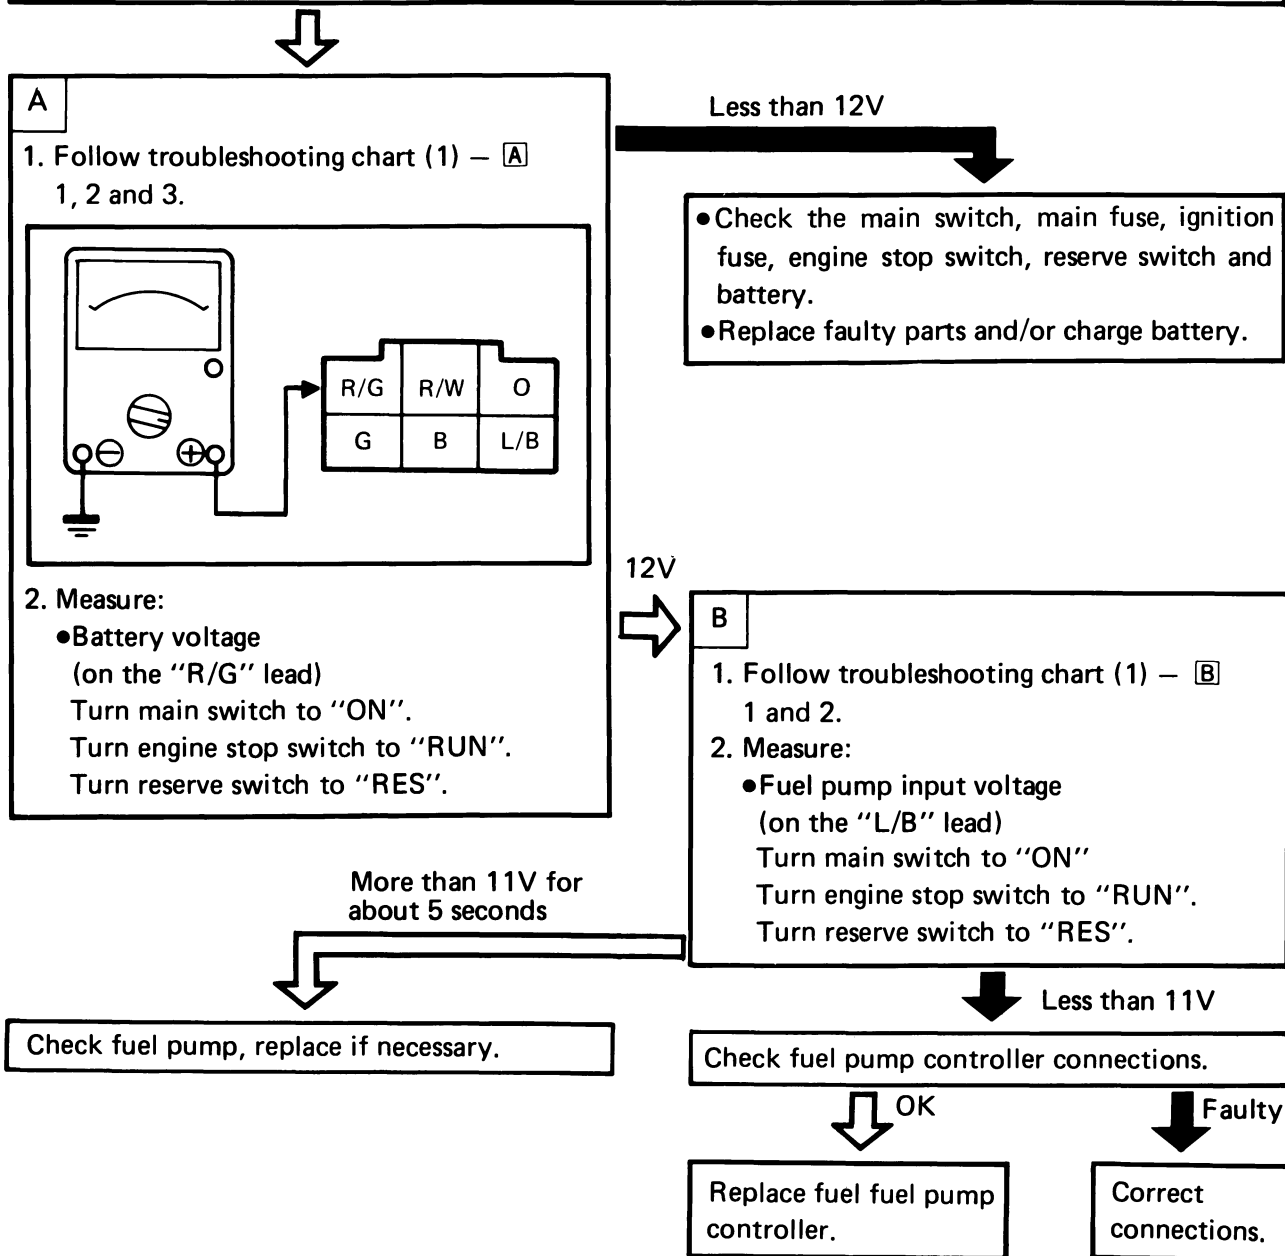 A
1. Follow troubleshooting chart (1) — A
1, 2 and 3.
R/G R/W O
G B L/B
2. Measure:
●Battery voltage
(on the "R/G" lead)
Turn main switch to "ON".
Turn engine stop switch to "RUN".
Turn reserve switch to "RES".
Less than 12V
●Check the main switch, main fuse, ignition
fuse, engine stop switch, reserve switch and
battery.
●Replace faulty parts and/or charge battery.
12V
B
1. Follow troubleshooting chart (1) — B
1 and 2.
2. Measure:
●Fuel pump input voltage
(on the "L/B" lead)
Turn main switch to "ON"
Turn engine stop switch to "RUN".
Turn reserve switch to "RES".
More than 11V for
about 5 seconds
Check fuel pump, replace if necessary.
Less than 11V
Check fuel pump controller connections.
OK
Faulty
Replace fuel fuel pump
controller.
Correct
connections.